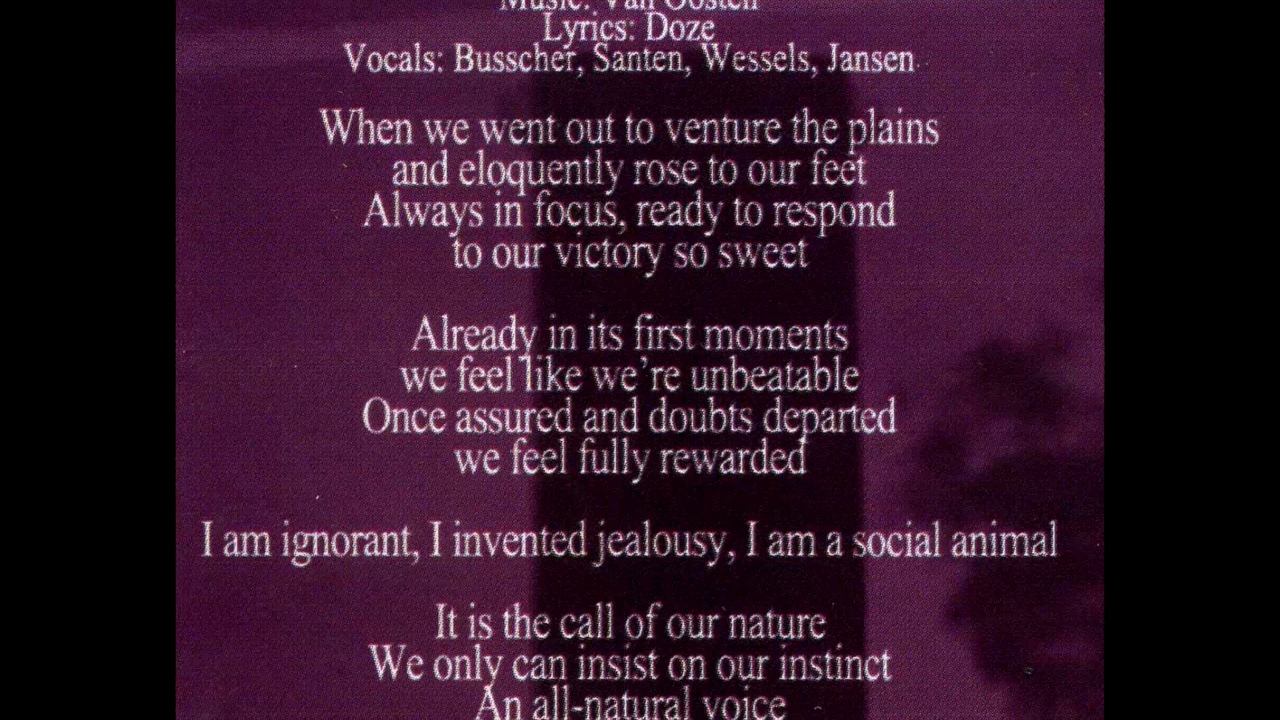 Music: Van Oosten
Lyrics: Doze
Vocals: Busscher, Santen, Wessels, Jansen
When we went out to venture the plains
and eloquently rose to our feet
Always in focus, ready to respond
to our victory so sweet
Already in its first moments
we feel like we're unbeatable
Once assured and doubts departed
we feel fully rewarded
I am ignorant, I invented jealousy, I am a social animal
It is the call of our nature
We only can insist on our instinct
An all-natural voice